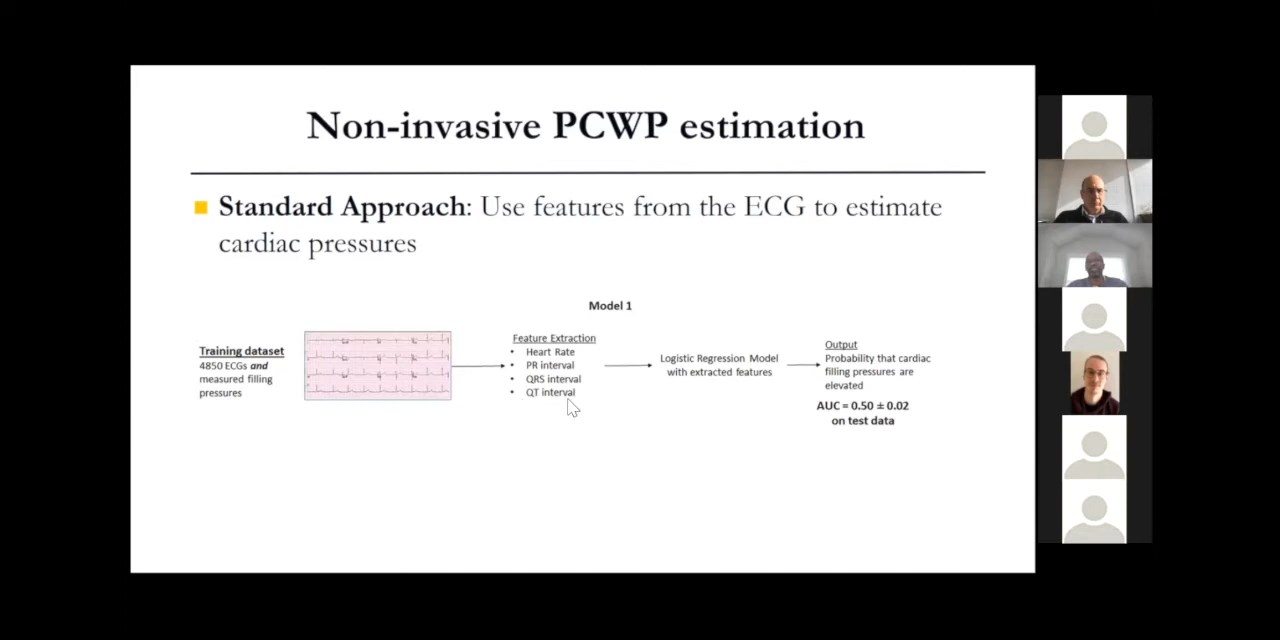 Non-invasive PCWP estimation
Standard Approach: Use features from the ECG to estimate
cardiac pressures
Model 1
Training dataset
4850 ECGs and
measured filling
pressures
Feature Extraction
• Heart Rate
• PR interval
• QRS interval
• QT interval
Logistic Regression Model
with extracted features
Output
Probability that cardiac
filling pressures are
elevated
AUC = 0.50 ± 0.02
on test data